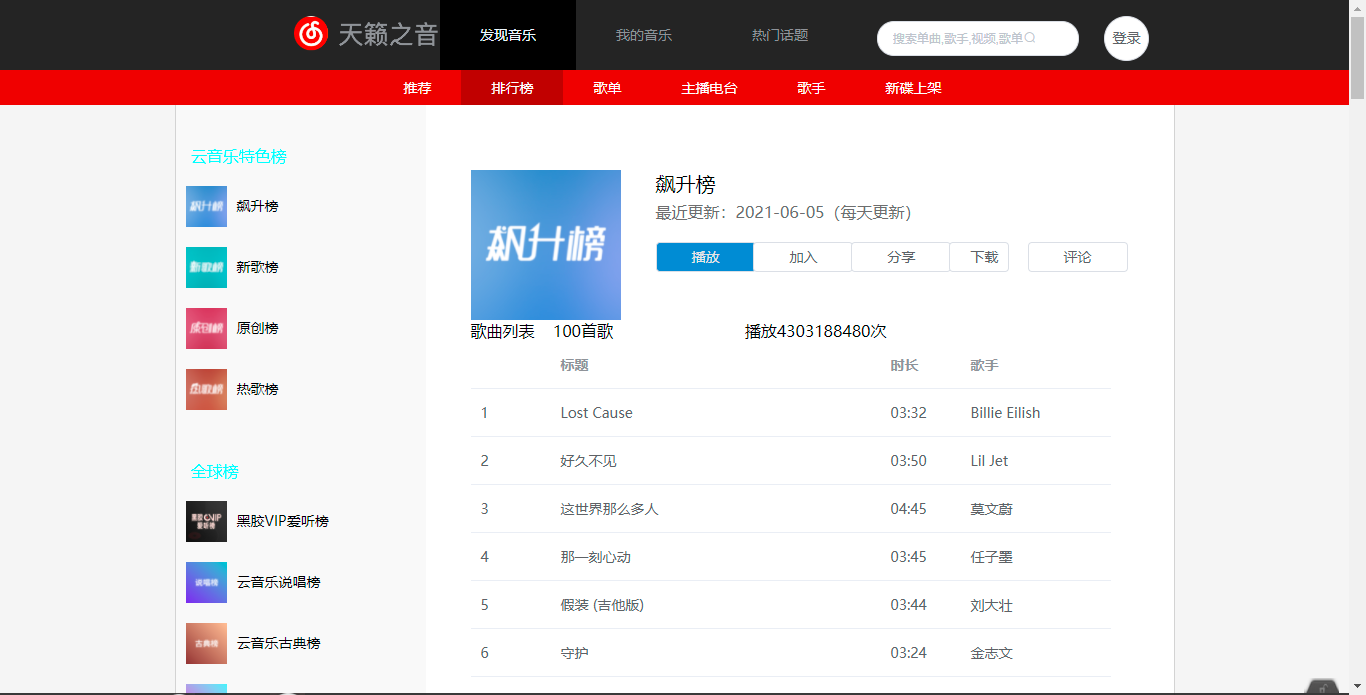 天籁之音
发现音乐
我的音乐
热门话题
搜索单曲,歌手,视频,歌单
登录
推荐
排行榜
歌单
主播电台
歌手
新碟上架
云音乐特色榜
飙升榜
飙升榜
新歌榜
新歌榜
原创榜
原创榜
热歌榜
热歌榜
全球榜
黑胶VIP
爱听榜
黑胶VIP爱听榜
说唱榜
云音乐说唱榜
古典榜
云音乐古典榜
飙升榜
飙升榜
最近更新：2021-06-05（每天更新）
播放
加入
分享
下载
评论
歌曲列表 100首歌 播放4303188480次
标题 时长 歌手
1 Lost Cause 03:32 Billie Eilish
2 好久不见 03:50 Lil Jet
3 这世界那么多人 04:45 莫文蔚
4 那一刻心动 03:45 任子墨
5 假装 (吉他版) 03:44 刘大壮
6 守护 03:24 金志文